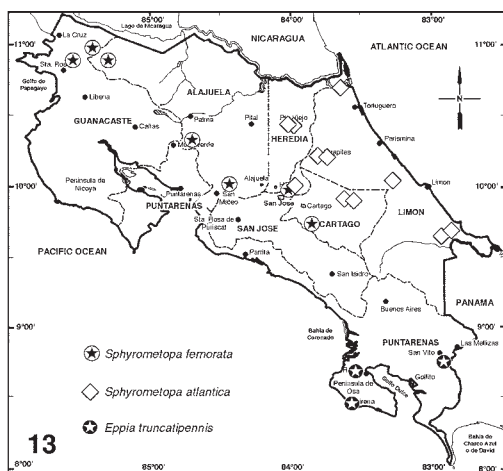 85°00'
84°00'
83°00'
Lago de Nicaragua
NICARAGUA
La Cruz
11°00'
11°00'
ATLANTIC OCEAN
Sta. Ros
Golfo de
Papagayo
ALAJUELA
Liberia
Tortuguero
N
GUANACASTE
Palma
Pital
Cañas
HEREDIA
Parismina
Península de
Nicoya
Alajuela
Limon
10°00'
10°00'
Puntarenas
San
Mateo
San Jose
Cartago
PUNTARENAS
Sta. Rosa de
Puriscal
SAN JOSE
CARTAGO
LIMON
PACIFIC OCEAN
Parrita
San Isidro
PANAMA
Buenos Aires
9°00'
9°00'
Bahía de
Coronado
PUNTARENAS
San Vito
Las Mellizas
Sphyrometopa femorata
Golfito
Península de
Osa
Golfo Dulce
Sphyrometopa atlantica
Eppia truncatipennis
Bahía de
Charco Azul
o de David
13
8°00'
85°00'
84°00'
83°00'
8°00'